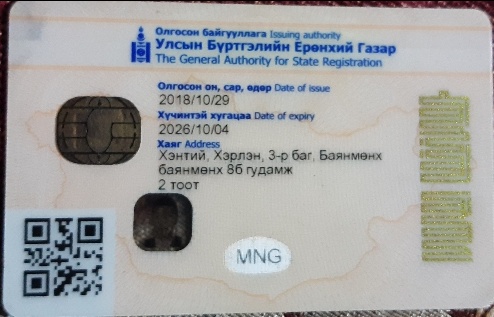 Олгосон байгууллага Issuing authority
Улсын Бүртгэлийн Ерөнхий Газар
The General Authority for State Registration
Олгосон он, сар, өдөр Date of issue
2018/10/29
Хүчинтэй хугацаа Date of expiry
2026/10/04
Хаяг Address
Хэнтий, Хэрлэн, 3-р баг, Баянмөнх
баянмөнх 8б гудамж
2 тоот
MNG